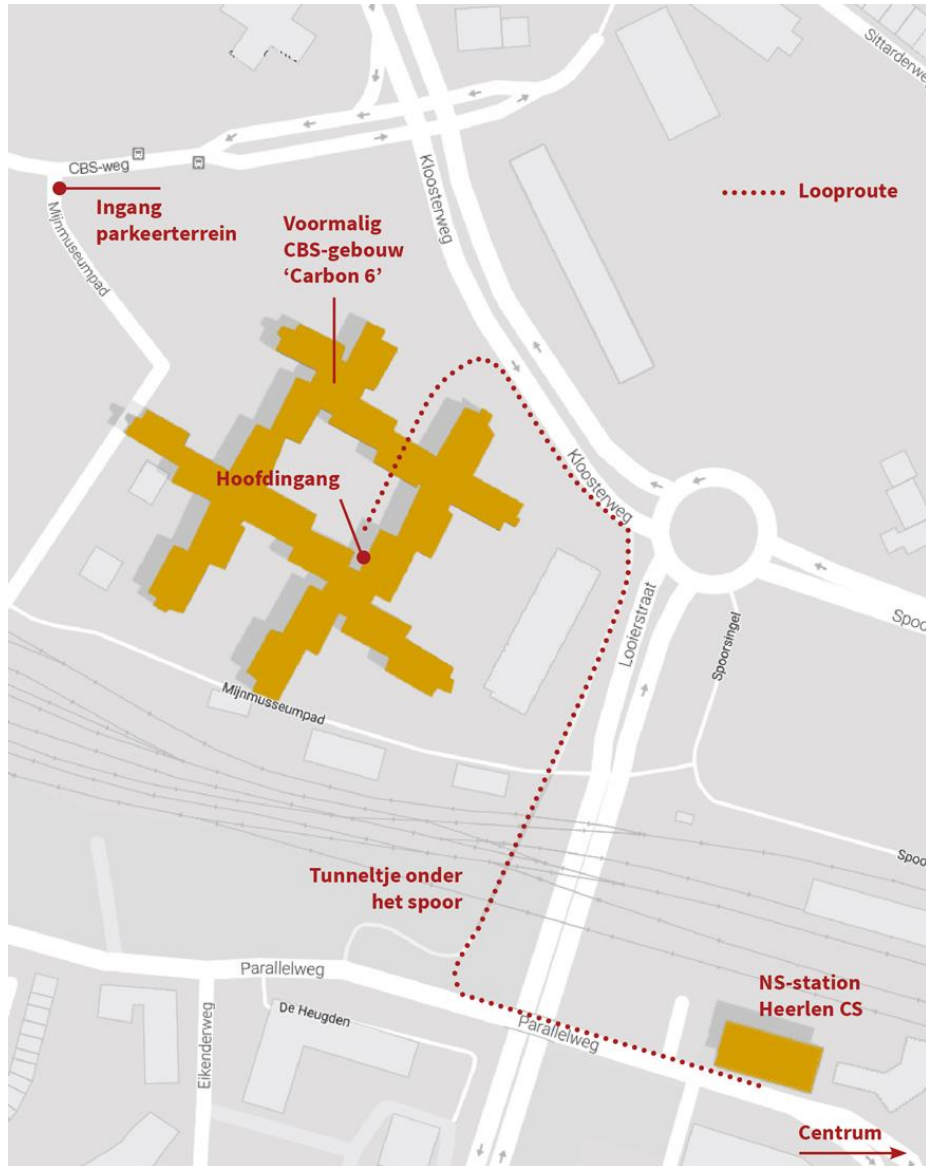 Sittarderweg
CBS-weg
Kloosterweg
Looproute
Ingang
parkeerterrein
Mijnmuseumpad
Voormalig
CBS-gebouw
‘Carbon 6’
Hoofdingang
Kloosterweg
Looierstraat
Spoorsingel
Spoo
Mijnmusseumpad
Spoo
Tunneltje onder
het spoor
Parallelweg
De Heugden
Eikenderweg
Parallelweg
NS-station
Heerlen CS
Centrum